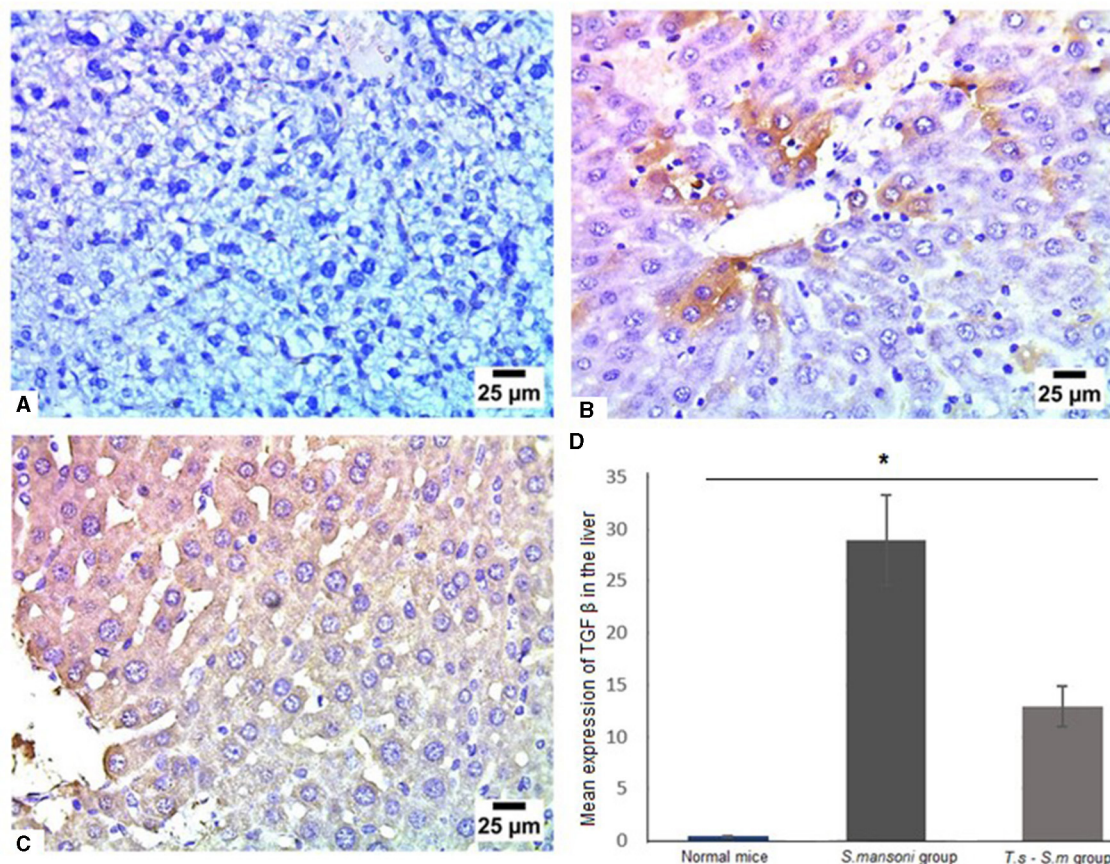 25 µm
A
25 µm
B
25 µm
C
D
*
Mean expression of TGF β in the liver
35
30
25
20
15
10
5
0
Normal mice
S.mansoni group
T.s - S.m group